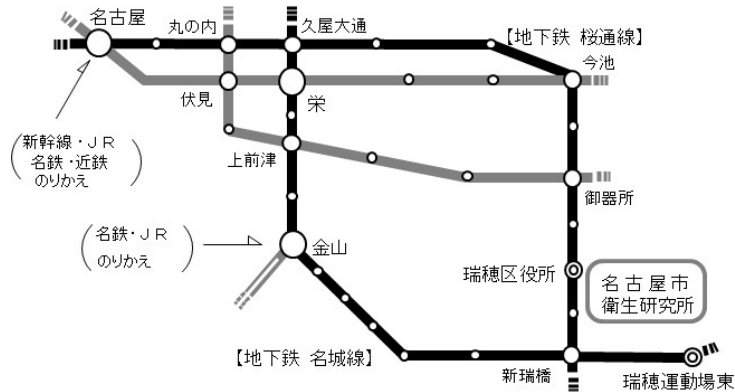 名古屋
丸の内
久屋大通
【地下鉄 桜通線】
今池
伏見
栄
新幹線・ＪＲ
名鉄・近鉄
のりかえ
上前津
御器所
名鉄・ＪＲ
のりかえ
金山
瑞穂区役所
名古屋市
衛生研究所
【地下鉄 名城線】
新瑞橋
瑞穂運動場東